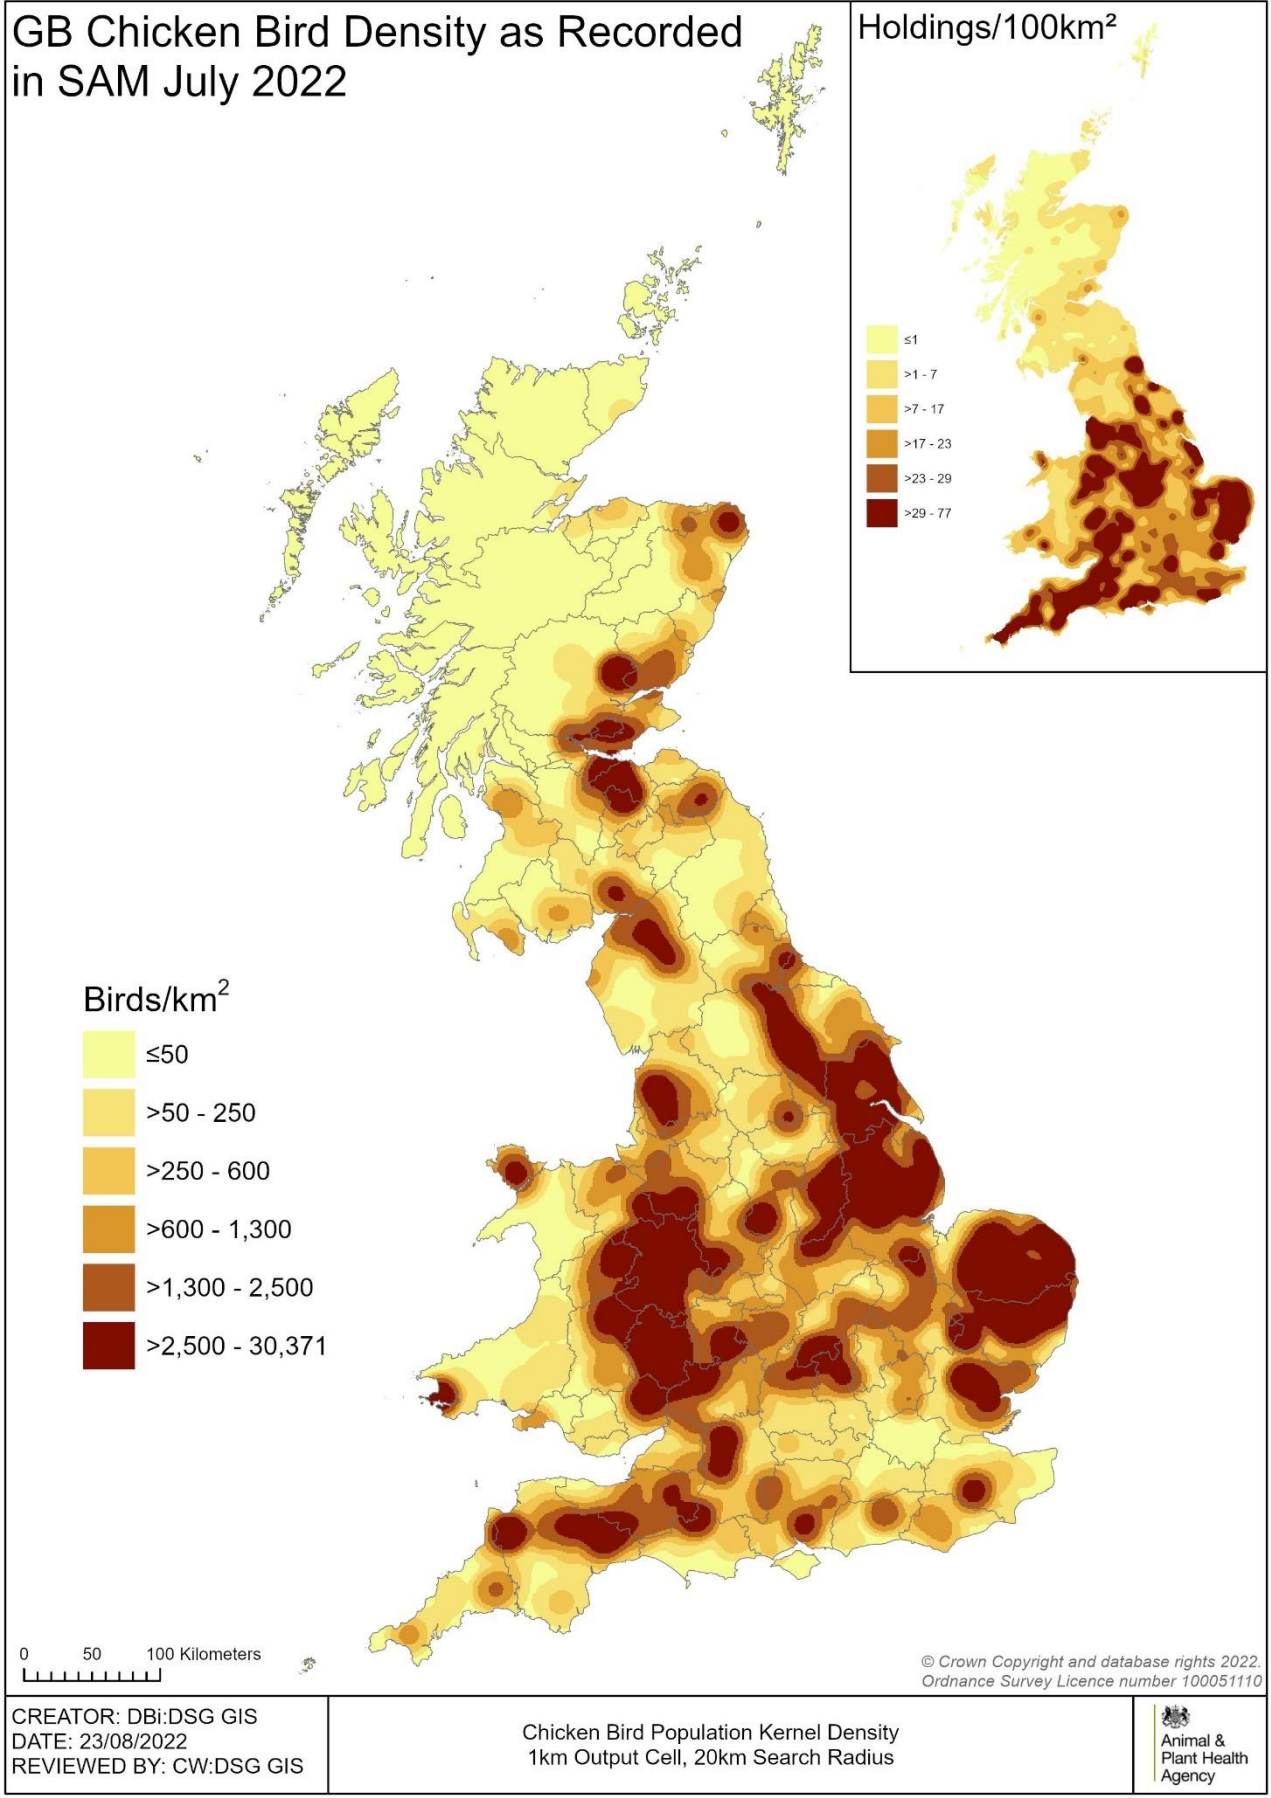 GB Chicken Bird Density as Recorded
in SAM July 2022
Holdings/100km²
≤1
>1 - 7
>7 - 17
>17 - 23
>23 - 29
>29 - 77
Birds/km²
≤50
>50 - 250
>250 - 600
>600 - 1,300
>1,300 - 2,500
>2,500 - 30,371
0 50 100 Kilometers
© Crown Copyright and database rights 2022.
Ordnance Survey Licence number 100051110
CREATOR: DBi:DSG GIS
DATE: 23/08/2022
REVIEWED BY: CW:DSG GIS
Chicken Bird Population Kernel Density
1km Output Cell, 20km Search Radius
Animal &
Plant Health
Agency